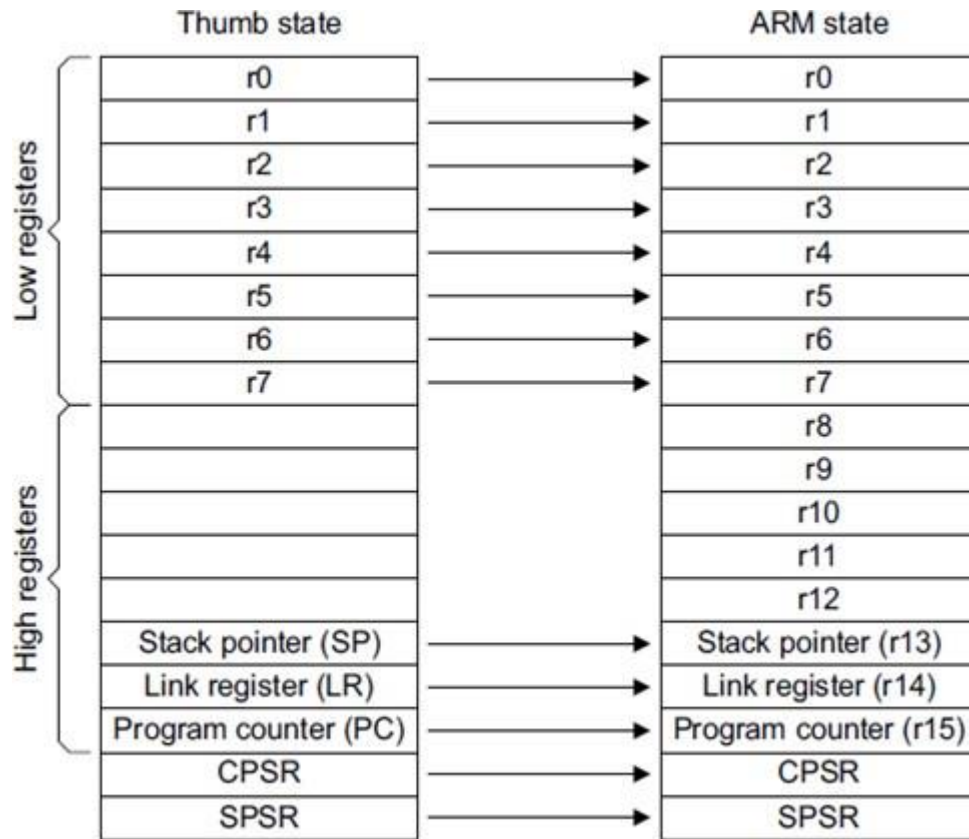 Thumb state
ARM state
Low registers
High registers
r0
r0
r1
r1
r2
r2
r3
r3
r4
r4
r5
r5
r6
r6
r7
r7
r8
r9
r10
r11
r12
Stack pointer (SP)
Stack pointer (r13)
Link register (LR)
Link register (r14)
Program counter (PC)
Program counter (r15)
CPSR
CPSR
SPSR
SPSR